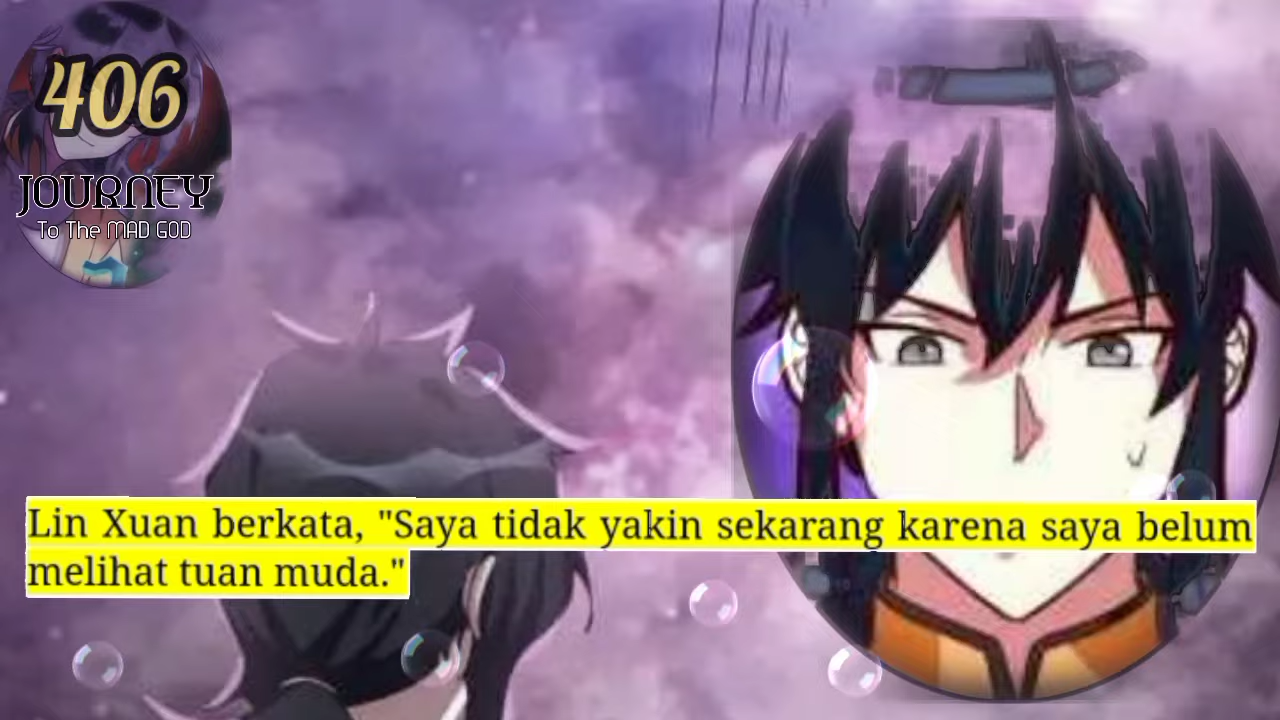 406
JOURNEY
To The MAD GOD
Lin Xuan berkata, "Saya tidak yakin sekarang karena saya belum
melihat tuan muda."